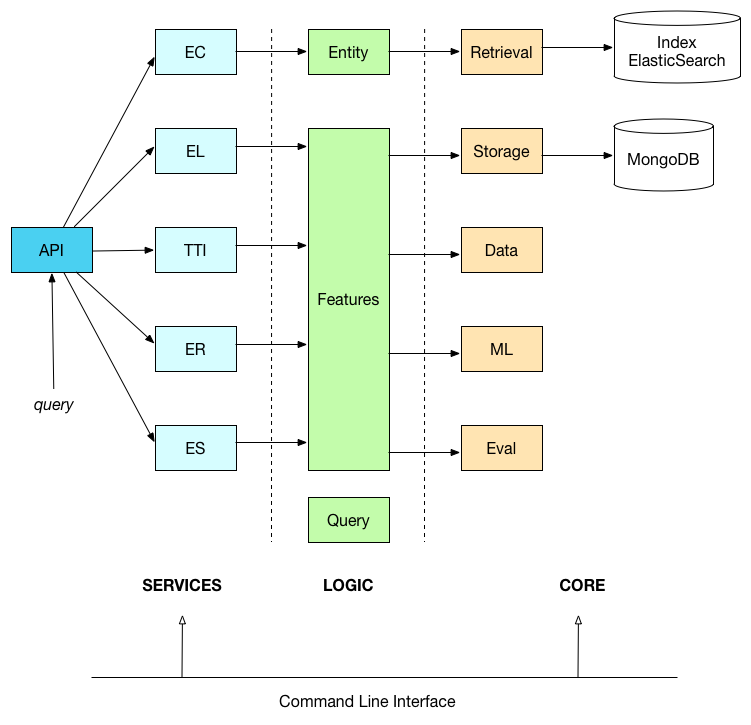 EC
Entity
Retrieval
Index
ElasticSearch
EL
Storage
MongoDB
API
TTI
Data
Features
ER
ML
query
ES
Eval
Query
SERVICES
LOGIC
CORE
Command Line Interface